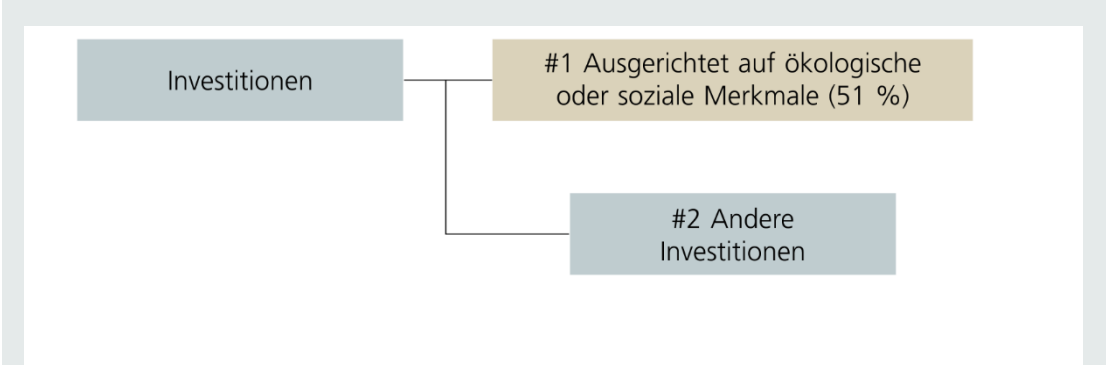 Investitionen
#1 Ausgerichtet auf ökologische
oder soziale Merkmale (51 %)
#2 Andere
Investitionen